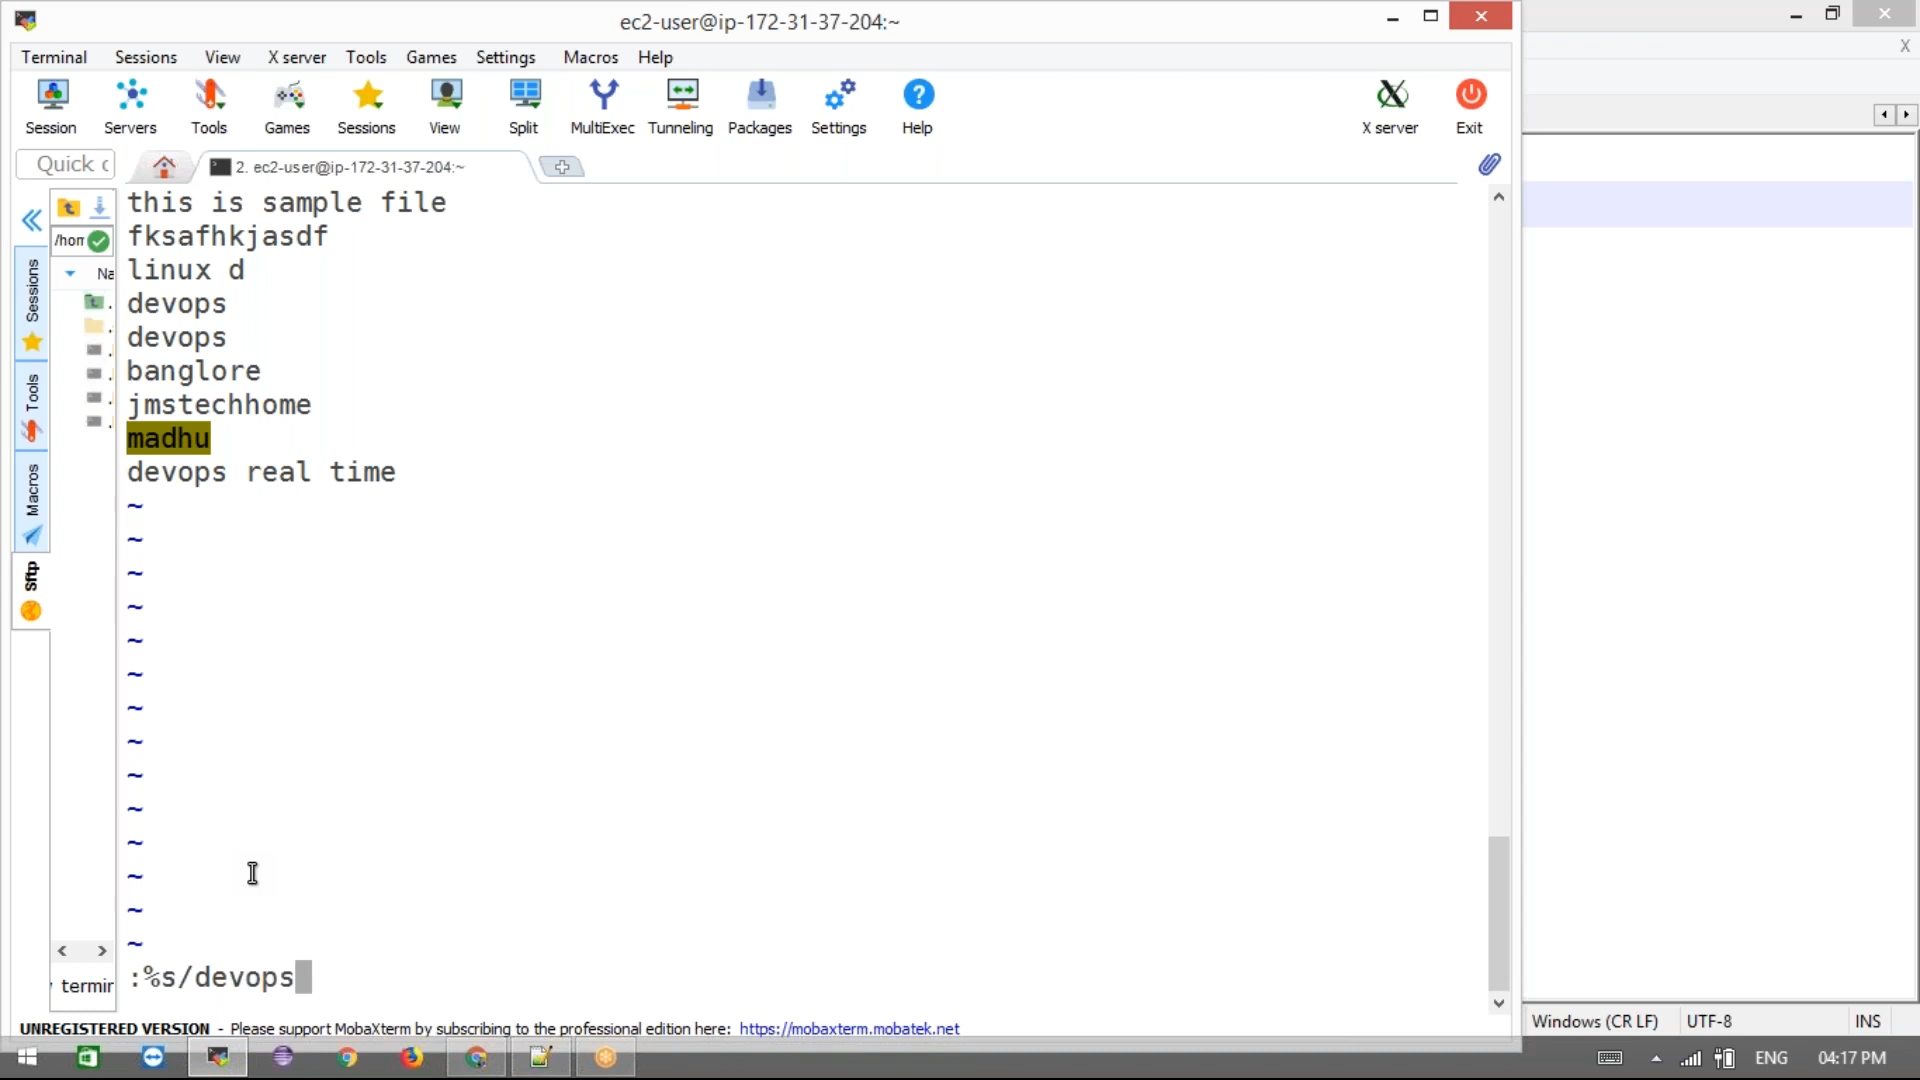 ec2-user@ip-172-31-37-204:~
Terminal Sessions View X server Tools Games Settings Macros Help
Session Servers Tools Games Sessions View Split MultiExec Tunneling Packages Settings Help X server Exit
Quick c
2. ec2-user@ip-172-31-37-204:~
X
/hom
Na
Sessions
Tools
Macros
Sftp
this is sample file
fksafhkjasdf
linux d
devops
devops
banglore
jmstechhome
madhu
devops real time
~
~
~
~
~
~
~
~
~
~
~
~
~
~
:%s/devops
termin
UNREGISTERED VERSION - Please support MobaXterm by subscribing to the professional edition here: https://mobaxterm.mobatek.net
Windows (CR LF) UTF-8 INS
ENG 04:17 PM